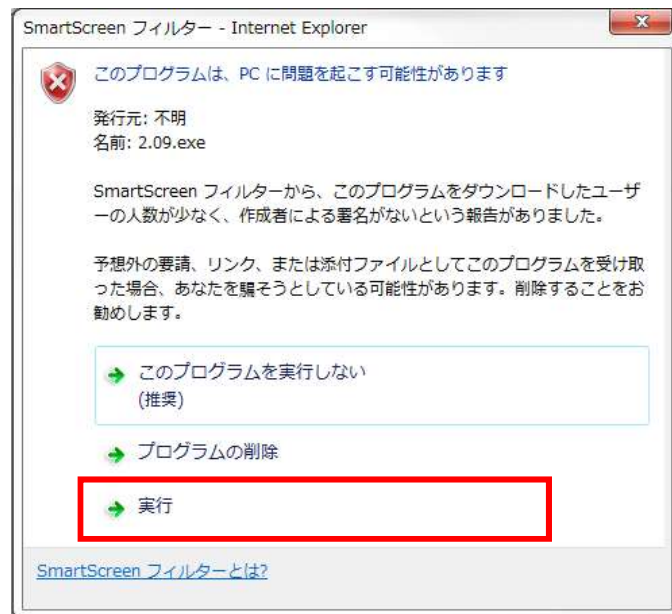 SmartScreen フィルター - Internet Explorer
このプログラムは、PC に問題を起こす可能性があります
発行元: 不明
名前: 2.09.exe
SmartScreen フィルターから、このプログラムをダウンロードしたユーザ
ーの人数が少なく、作成者による署名がないという報告がありました。
予想外の要請、リンク、または添付ファイルとしてこのプログラムを受け取
った場合、あなたを騙そうとしている可能性があります。削除することをお
勧めします。
このプログラムを実行しない
(推奨)
プログラムの削除
実行
SmartScreen フィルターとは?